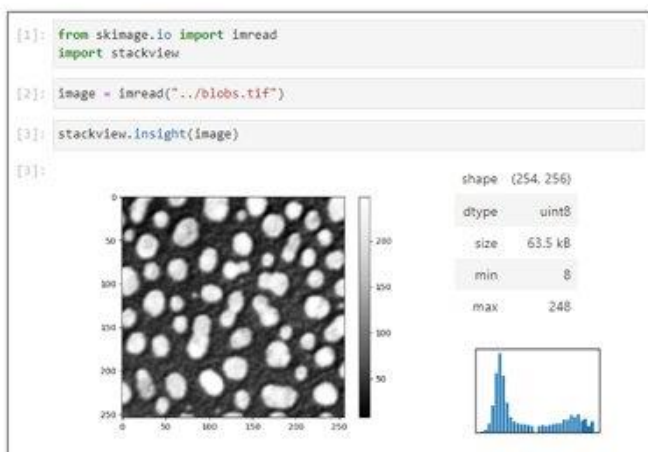 [1]: from skimage.io import imread
import stackview
[2]: image = imread("../blobs.tif")
[3]: stackview.insight(image)
[3]:
shape (254, 256)
dtype uint8
size 63.5 kB
min 8
max 248
0
50
100
150
200
250
0 50 100 150 200 250
200
150
100
50